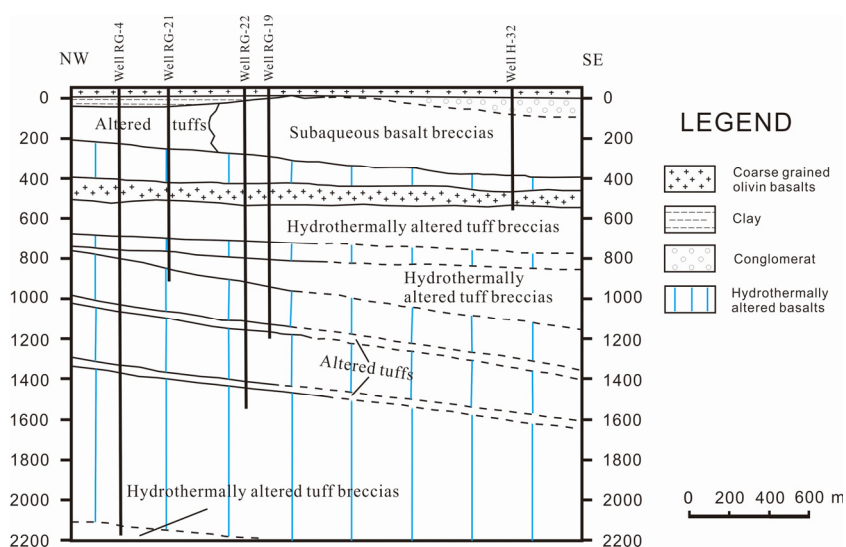 NW
Well RG-4
Well RG-21
Well RG-22
Well RG-19
Well H-32
SE
0
200
400
600
800
1000
1200
1400
1600
1800
2000
2200
Altered tuffs
Subaqueous basalt breccias
Hydrothermally altered tuff breccias
Hydrothermally
altered tuff breccias
Altered tuffs
Hydrothermally altered tuff breccias
0
200
400
600
800
1000
1200
1400
1600
1800
2000
2200
LEGEND
Coarse grained
olivin basalts
Clay
Conglomerat
Hydrothermally
altered basalts
0 200 400 600 m